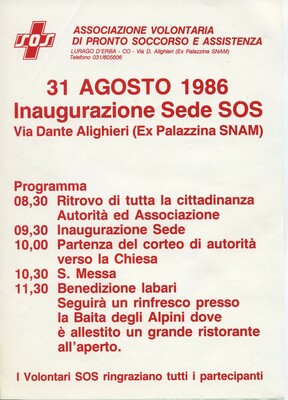 SOS
ASSOCIAZIONE VOLONTARIA
DI PRONTO SOCCORSO E ASSISTENZA
LURAGO D'ERBA - CO - Via D. Alighieri (Ex Palazzina SNAM)
Telefono 031/605606
31 AGOSTO 1986
Inaugurazione Sede SOS
Via Dante Alighieri (Ex Palazzina SNAM)
Programma
08,30 Ritrovo di tutta la cittadinanza
Autorità ed Associazione
09,30 Inaugurazione Sede
10,00 Partenza del corteo di autorità
verso la Chiesa
10,30 S. Messa
11,30 Benedizione labari
Seguirà un rinfresco presso
la Baita degli Alpini dove
è allestito un grande ristorante
all'aperto.
I Volontari SOS ringraziano tutti i partecipanti